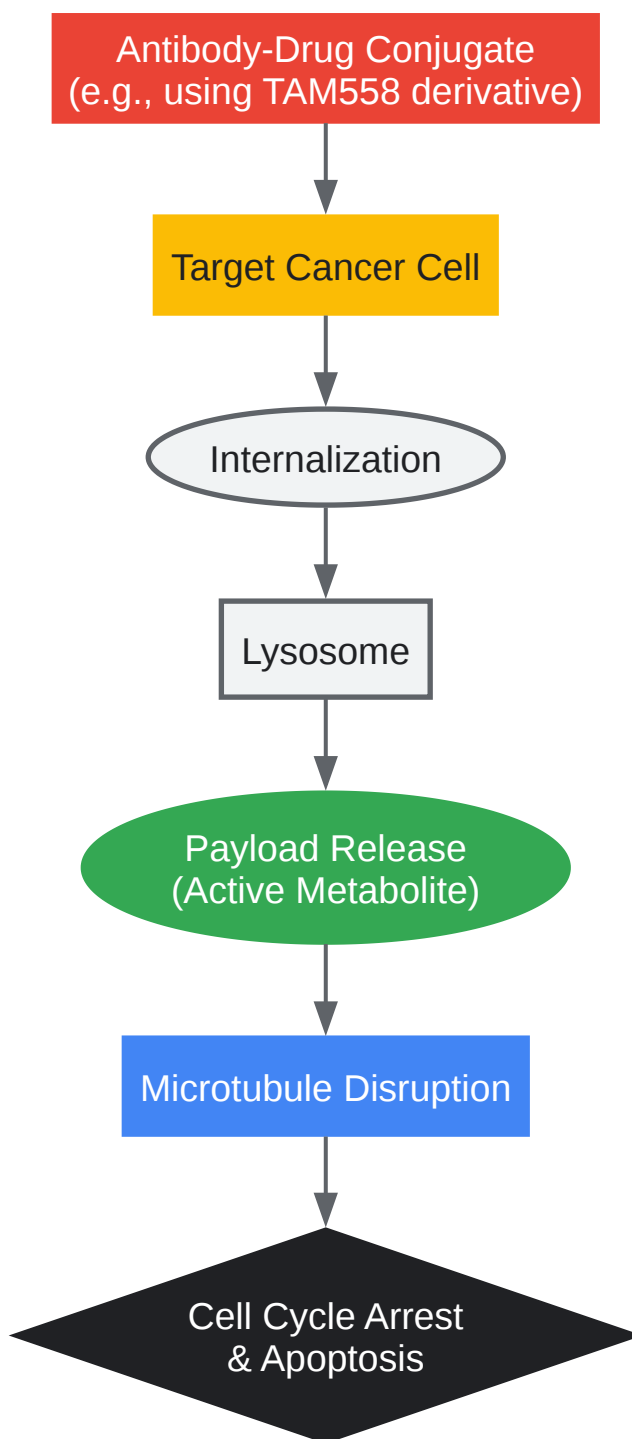 Antibody-Drug Conjugate
(e.g., using TAM558 derivative)
Target Cancer Cell
Internalization
Lysosome
Payload Release
(Active Metabolite)
Microtubule Disruption
Cell Cycle Arrest
& Apoptosis